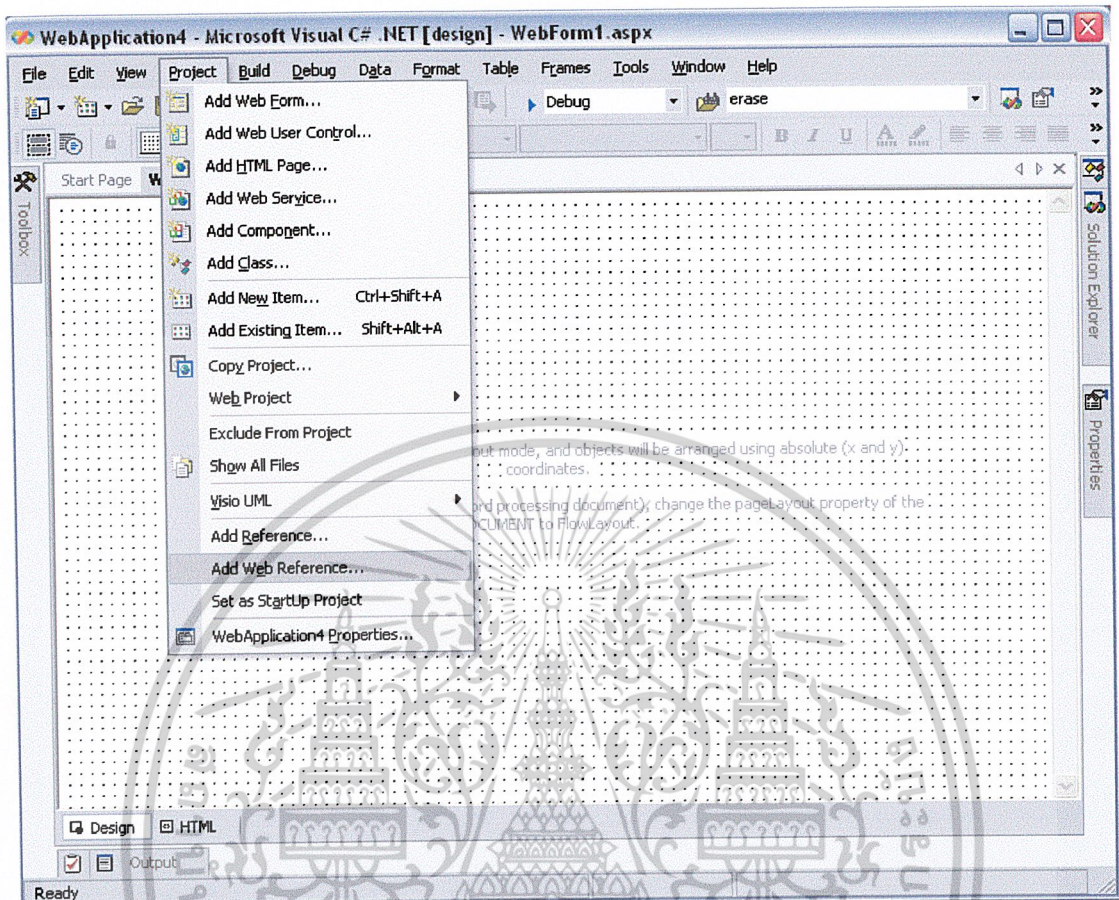 WebApplication4 - Microsoft Visual C# .NET [design] - WebForm1.aspx
File Edit View Project Build Debug Data Format Table Frames Tools Window Help
Debug erase
B I U A
Start Page W
Toolbox
Add Web Form...
Add Web User Control...
Add HTML Page...
Add Web Service...
Add Component...
Add Class...
Add New Item... Ctrl+Shift+A
Add Existing Item... Shift+Alt+A
Copy Project...
Web Project
Exclude From Project
Show All Files
Visio UML
Add Reference...
Add Web Reference...
Set as StartUp Project
WebApplication4 Properties...
out mode, and objects will be arranged using absolute (x and y)
coordinates.
ord processing document), change the pageLayout property of the
OCUMENT to FlowLayout.
Solution Explorer
Properties
Design HTML
Output
Ready